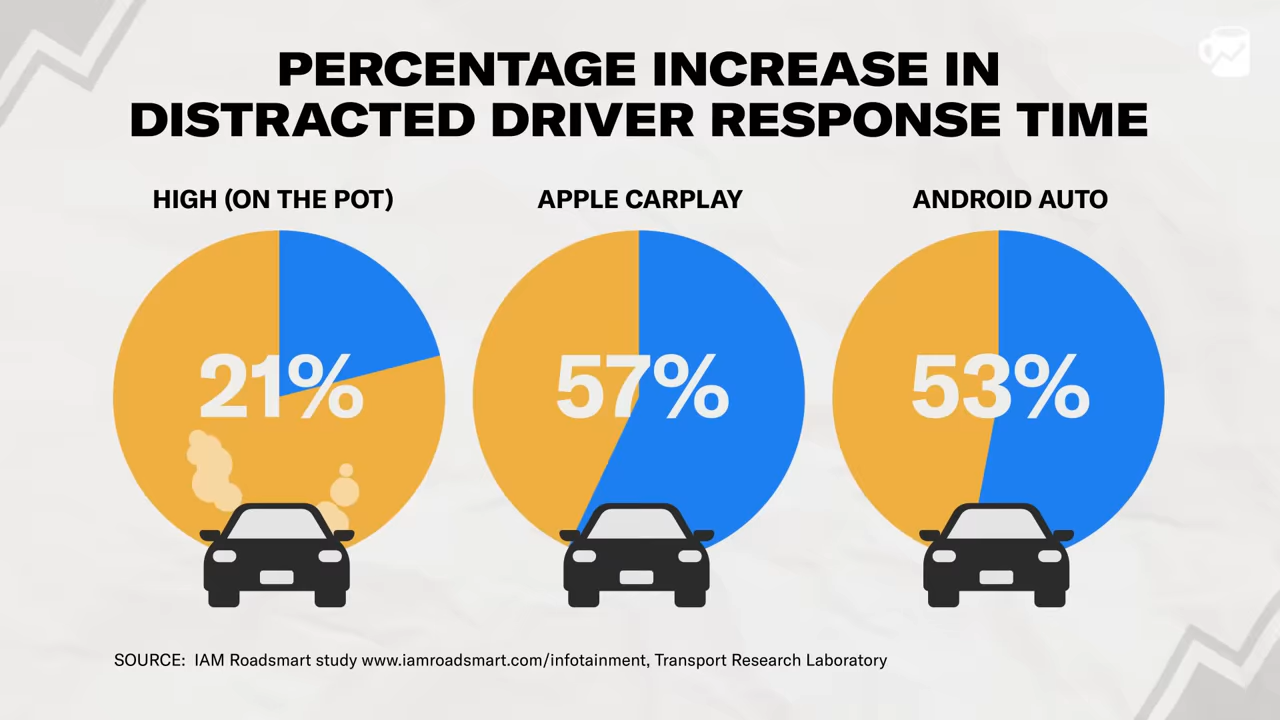 PERCENTAGE INCREASE IN
DISTRACTED DRIVER RESPONSE TIME
HIGH (ON THE POT)
APPLE CARPLAY
ANDROID AUTO
21%
57%
53%
SOURCE: IAM Roadsmart study www.iamroadsmart.com/infotainment, Transport Research Laboratory